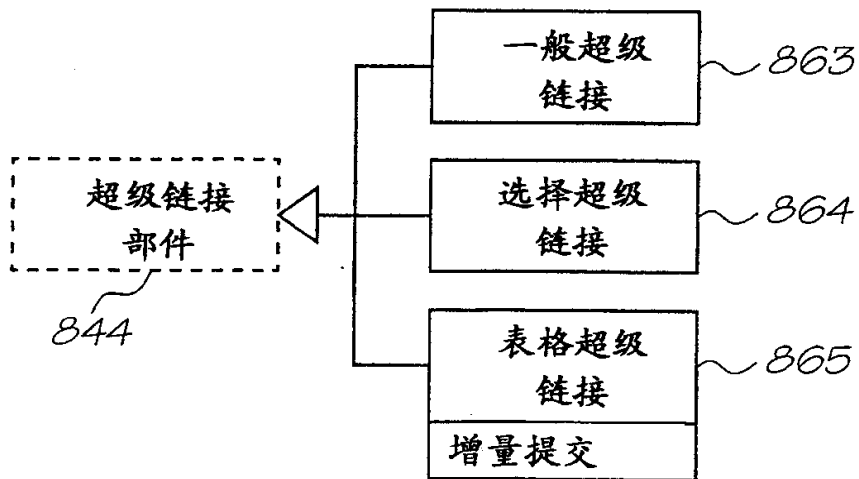 一般超级
链接
863
超级链接
部件
844
选择超级
链接
864
表格超级
链接
865
增量提交